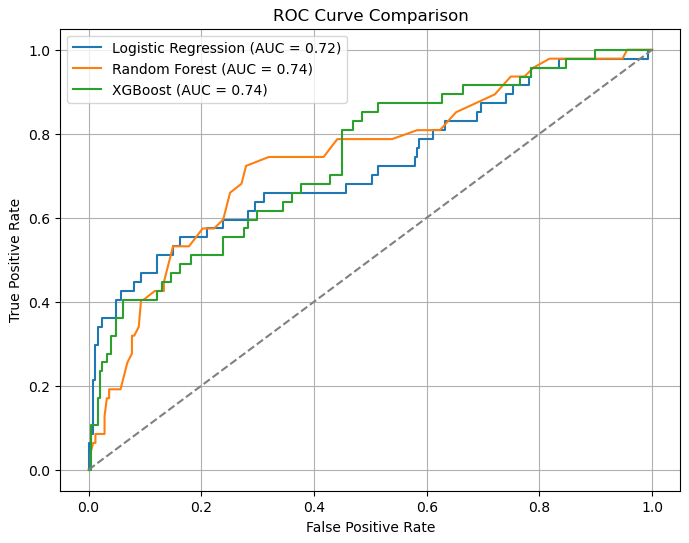 ROC Curve Comparison
Logistic Regression (AUC = 0.72)
Random Forest (AUC = 0.74)
XGBoost (AUC = 0.74)
True Positive Rate
1.0
0.8
0.6
0.4
0.2
0.0
0.0 0.2 0.4 0.6 0.8 1.0
False Positive Rate